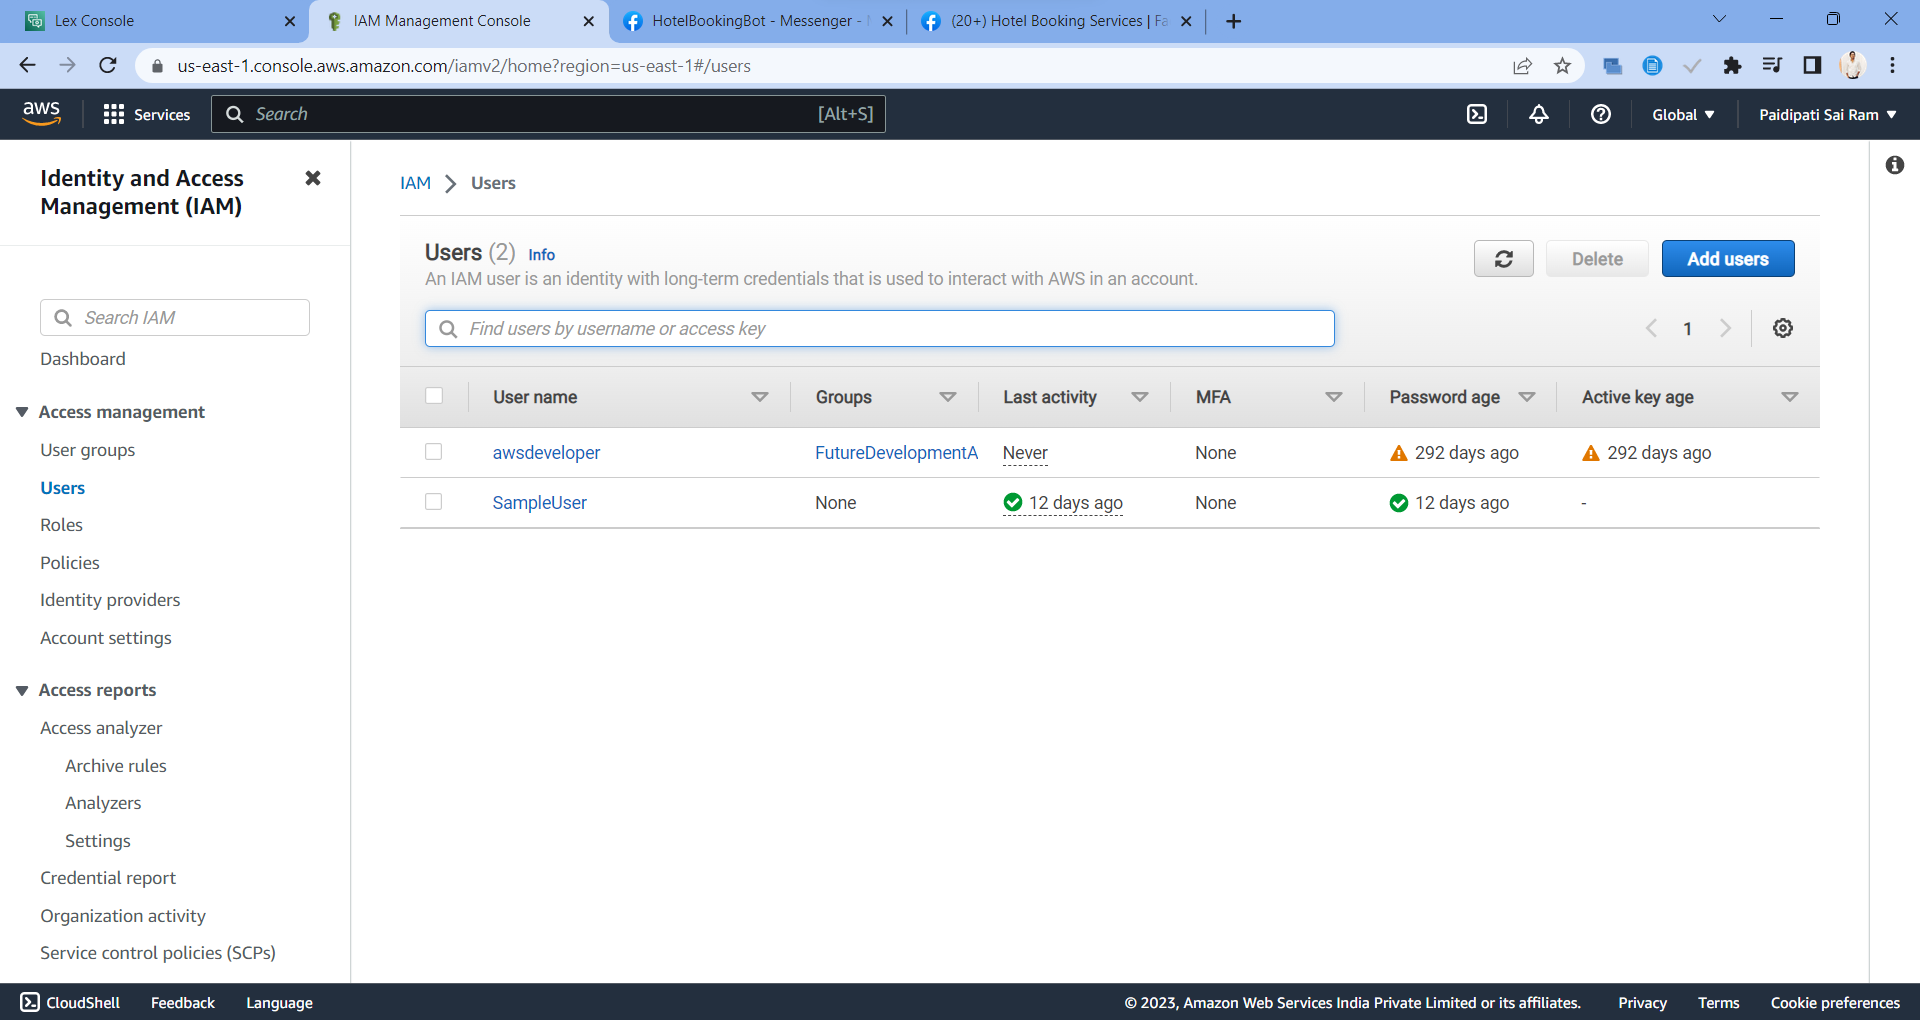 Lex Console
IAM Management Console
HotelBookingBot - Messenger -
(20+) Hotel Booking Services | Fa
us-east-1.console.aws.amazon.com/iamv2/home?region=us-east-1#/users
aws
Services
Search
[Alt+S]
Global
Paidipati Sai Ram
Identity and Access
Management (IAM)
Search IAM
Dashboard
Access management
User groups
Users
Roles
Policies
Identity providers
Account settings
Access reports
Access analyzer
Archive rules
Analyzers
Settings
Credential report
Organization activity
Service control policies (SCPs)
IAM > Users
Users (2) Info
An IAM user is an identity with long-term credentials that is used to interact with AWS in an account.
Delete
Add users
Find users by username or access key
1
User name Groups Last activity MFA Password age Active key age
awsdeveloper FutureDevelopmentA Never None 292 days ago 292 days ago
SampleUser None 12 days ago None 12 days ago -
CloudShell Feedback Language
© 2023, Amazon Web Services India Private Limited or its affiliates. Privacy Terms Cookie preferences